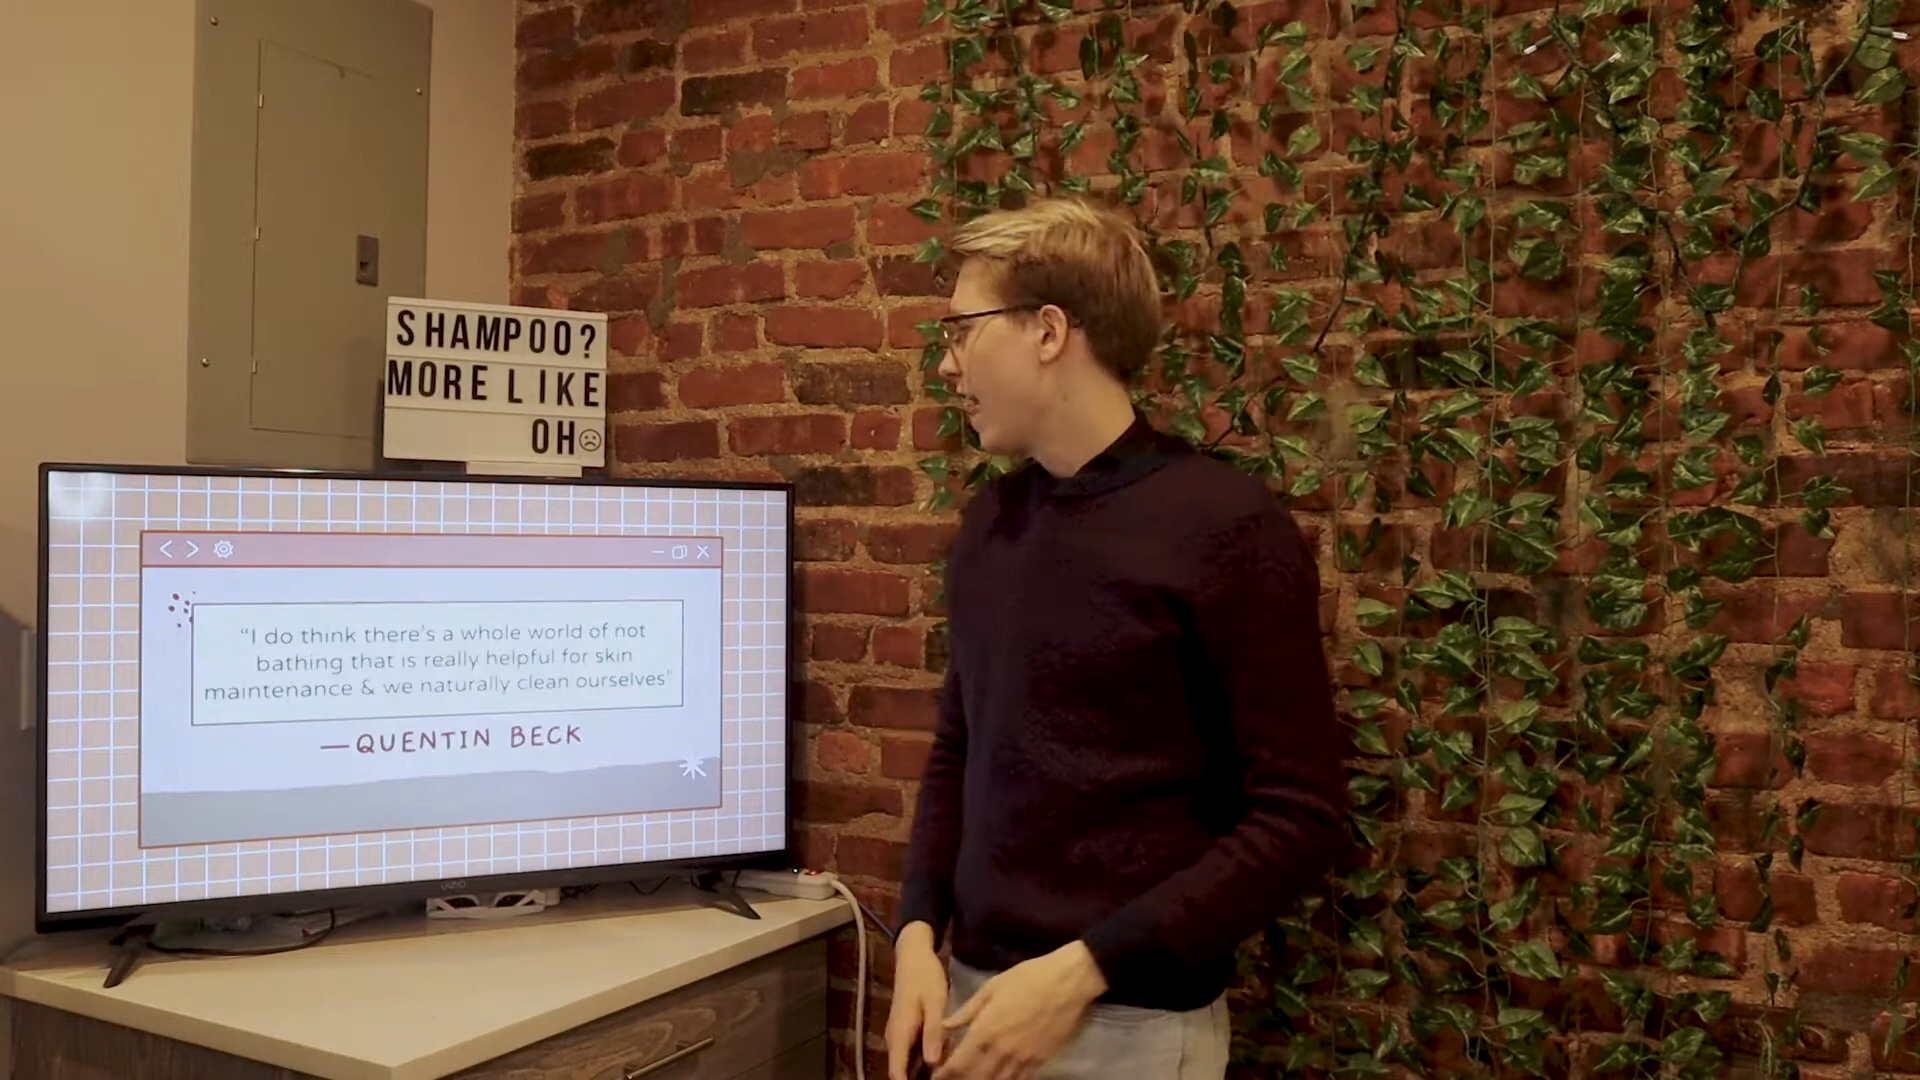 SHAMPOO?
MORE LIKE
OH☹
“I do think there's a whole world of not
bathing that is really helpful for skin
maintenance & we naturally clean ourselves”
—QUENTIN BECK
VIZIO